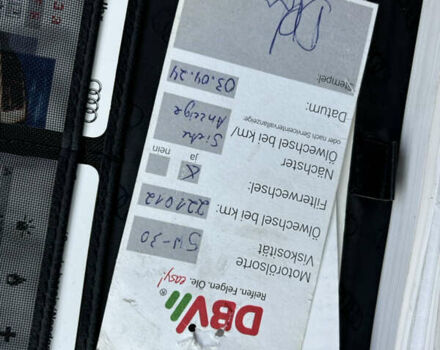 DBV®
Reifen. Felgen. Öle. easy!
Motorölsorte
Viskosität 5W-30
Ölwechsel bei km: 221012
Filterwechsel: ja X nein
Nächster
Ölwechsel bei km/ Siehe Anzeige
oder nach Serviceintervallanzeige
Datum: 03.04.24
Stempel: